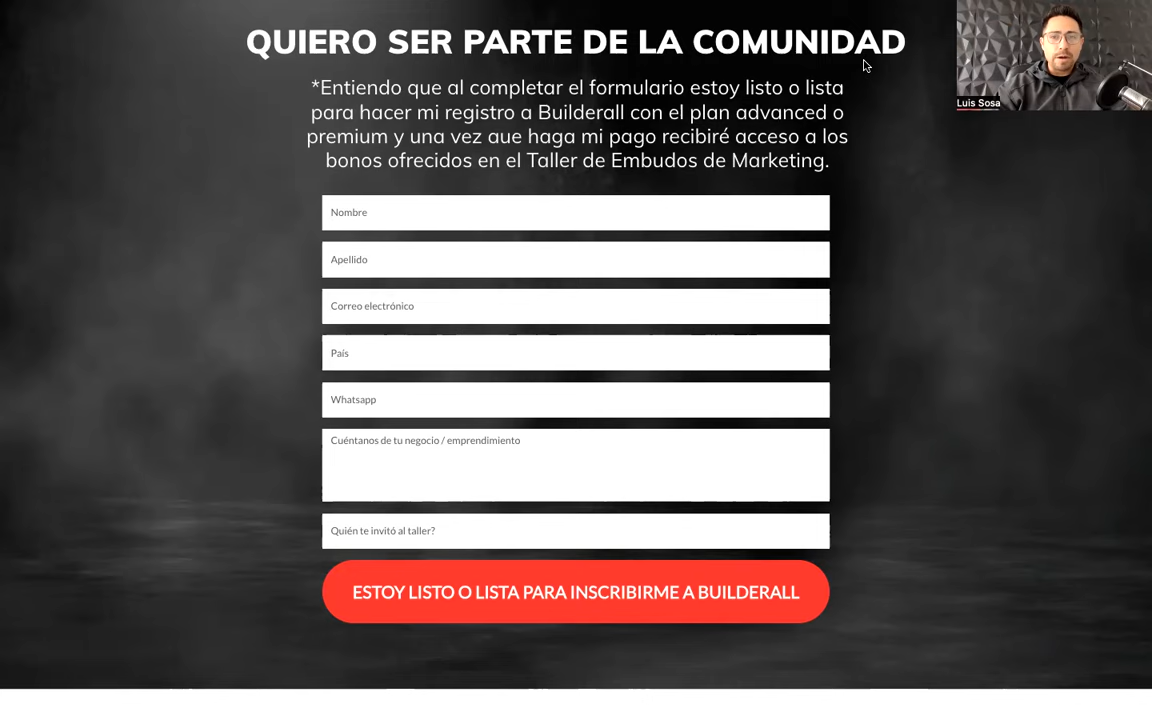 QUIERO SER PARTE DE LA COMUNIDAD
Luis Sosa
*Entiendo que al completar el formulario estoy listo o lista
para hacer mi registro a Builderall con el plan advanced o
premium y una vez aue haga mi pago recibiré acceso a los
bonos ofrecidos en el Taller de Embudos de Marketing.
Nombre
Apellido
Correo electrónico
País
Whatsapp
Cuéntanos de tu negocio / emprendimiento
Quién te invitó al taller?
ESTOY LISTO O LISTA PARA INSCRIBIRME A BUILDERALL